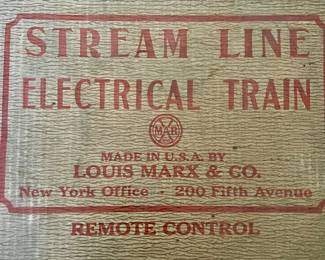 STREAM LINE
ELECTRICAL TRAIN
MAR
MADE IN U.S.A. BY
LOUIS MARX & CO.
New York Office - 200 Fifth Avenue
REMOTE CONTROL